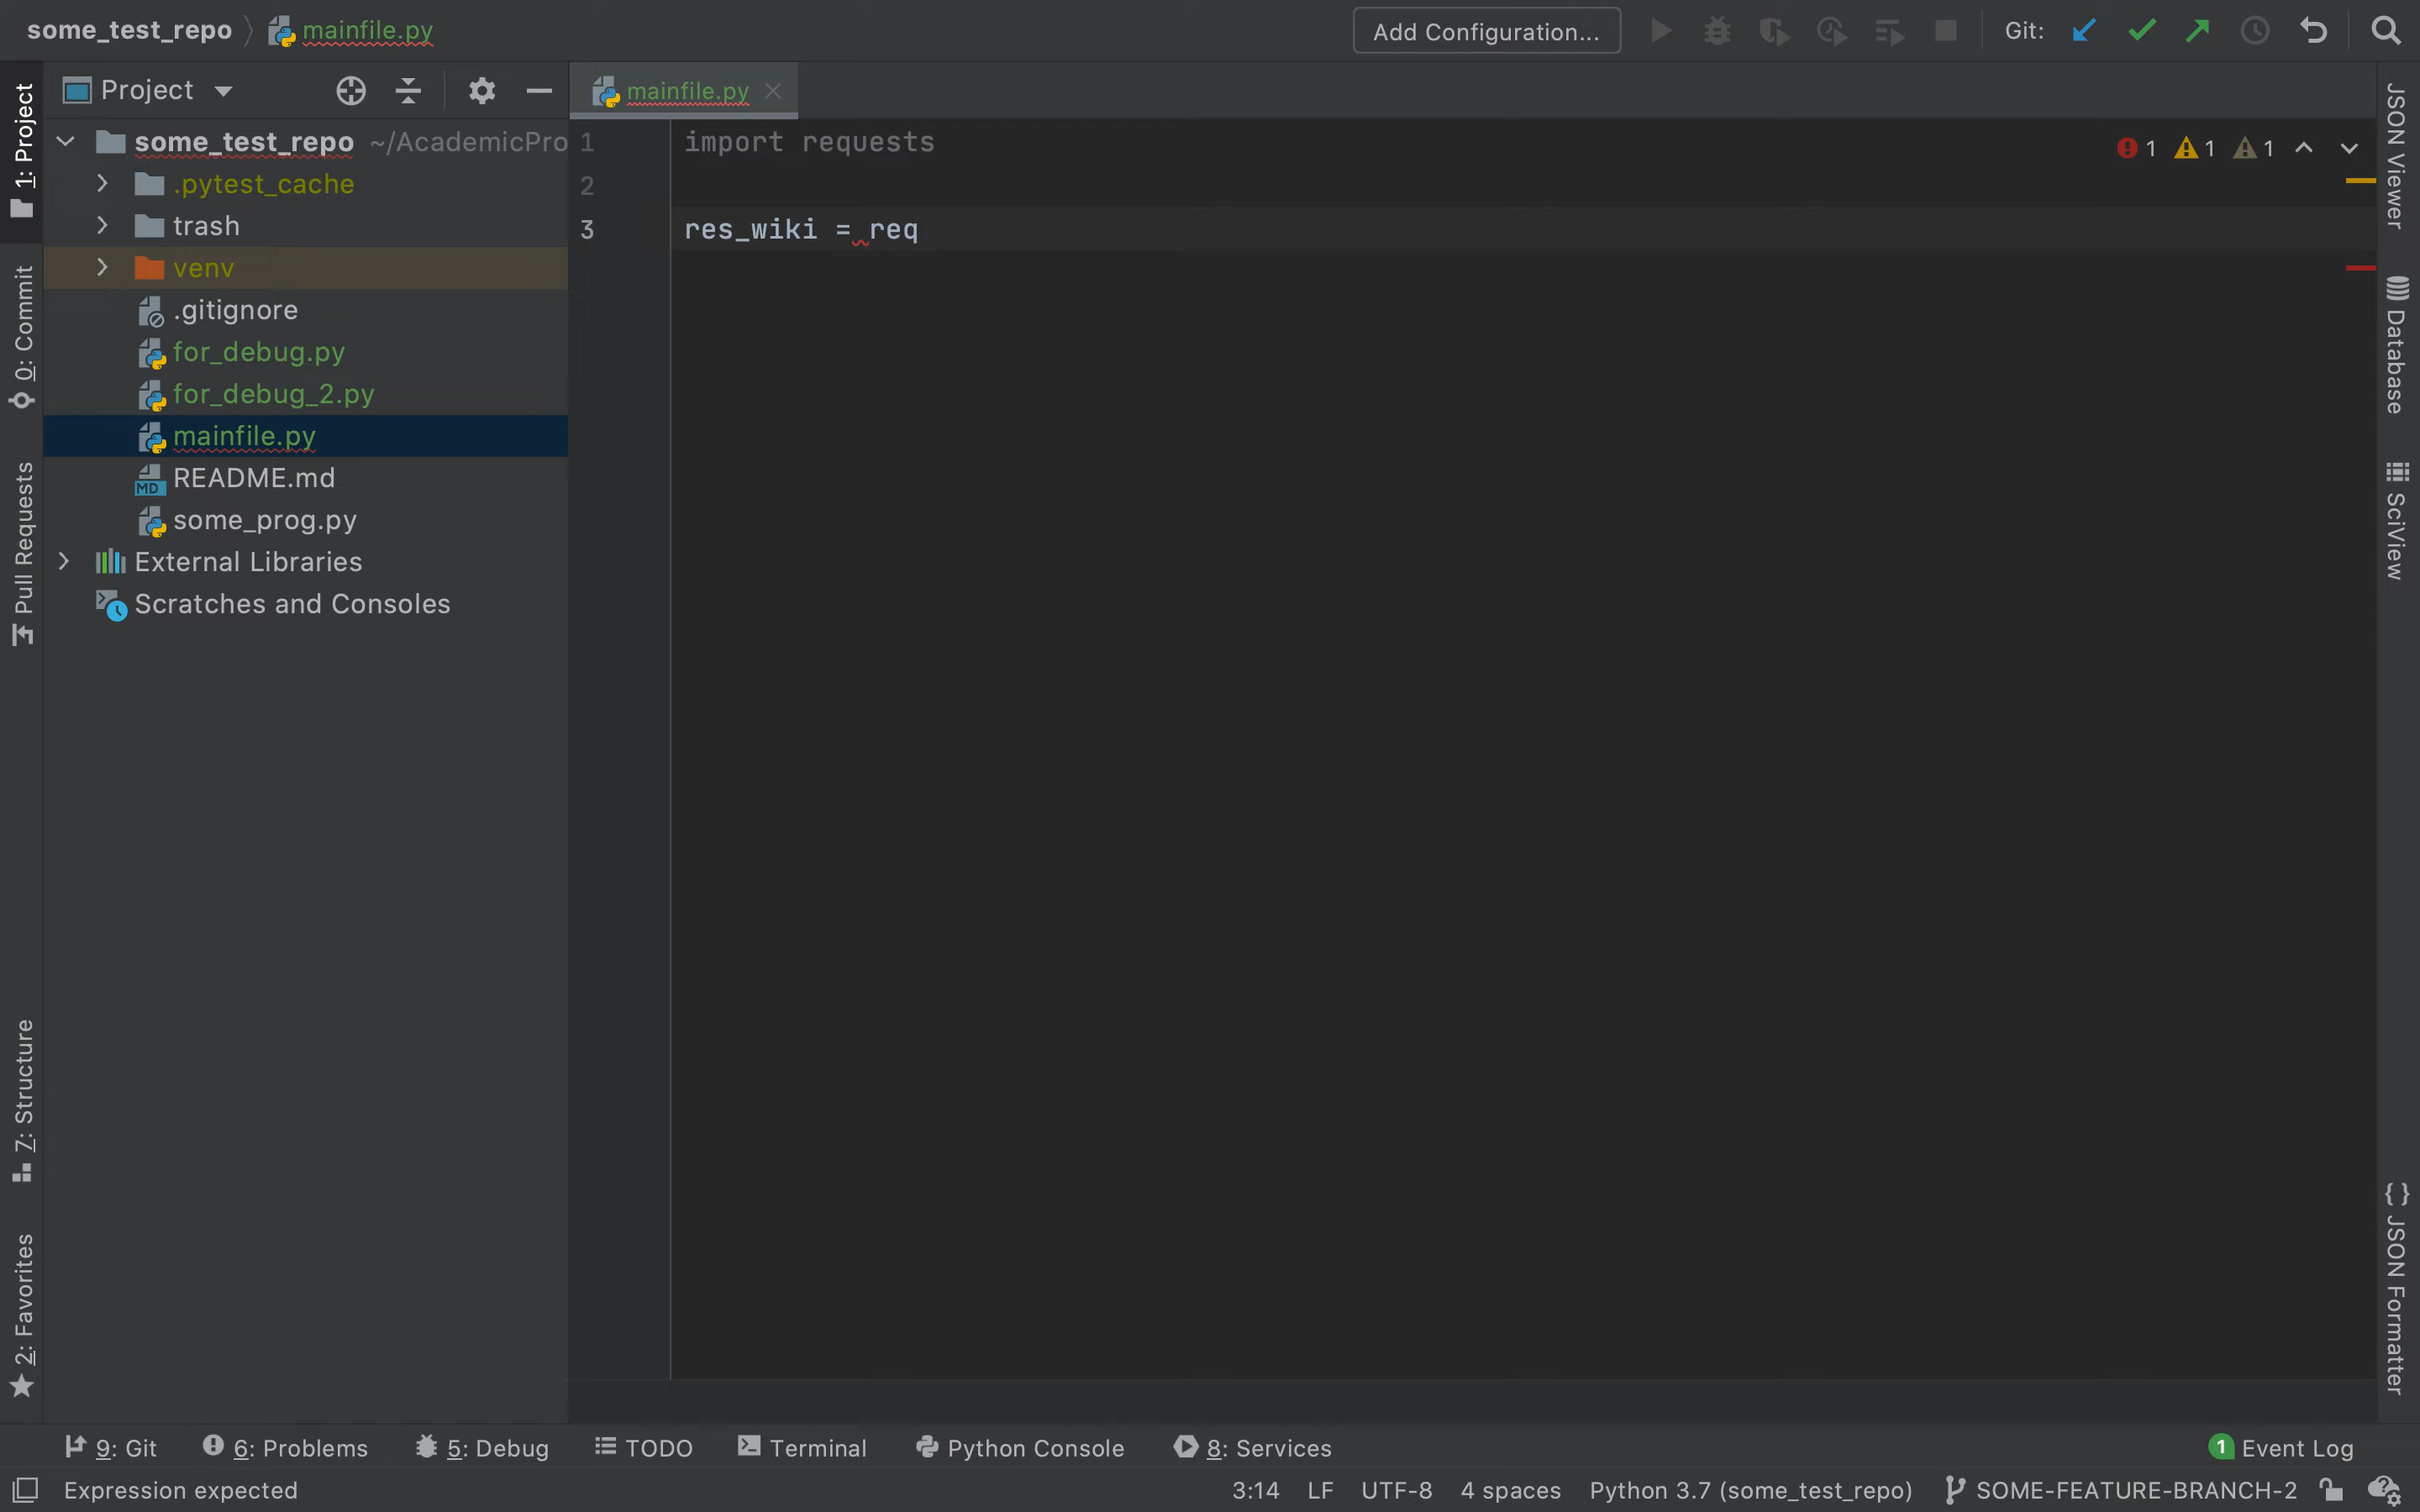 some_test_repo mainfile.py Add Configuration... Git:
Project mainfile.py
some_test_repo ~/AcademicPro 1 import requests 1 1 1
.pytest_cache 2
trash 3 res_wiki = req
venv
.gitignore
for_debug.py
for_debug_2.py
mainfile.py
MD README.md
some_prog.py
External Libraries
Scratches and Consoles
1: Project
0: Commit
Pull Requests
7: Structure
2: Favorites
JSON Viewer
Database
SciView
JSON Formatter
9: Git 6: Problems 5: Debug TODO Terminal Python Console 8: Services 1 Event Log
Expression expected 3:14 LF UTF-8 4 spaces Python 3.7 (some_test_repo) SOME-FEATURE-BRANCH-2